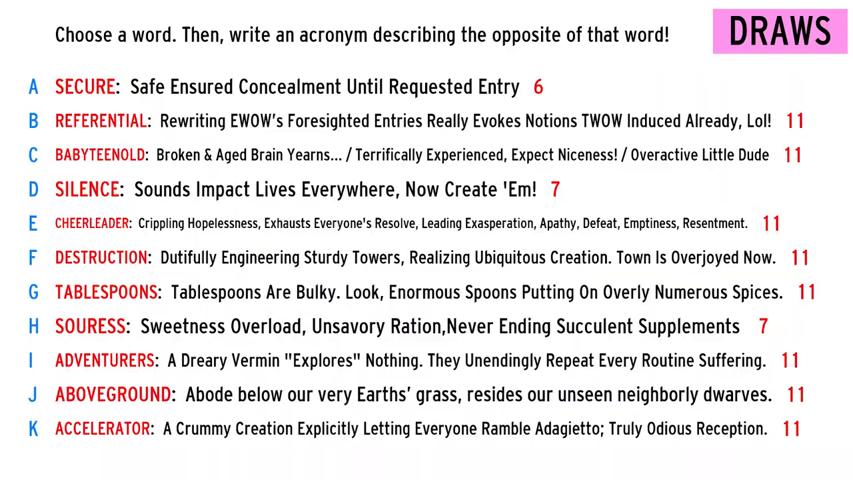 Choose a word. Then, write an acronym describing the opposite of that word!
DRAWS
A SECURE: Safe Ensured Concealment Until Requested Entry 6
B REFERENTIAL: Rewriting EWOW's Foresighted Entries Really Evokes Notions TWOW Induced Already, Lol! 11
C BABYTEENOLD: Broken & Aged Brain Yearns... / Terrifically Experienced, Expect Niceness! / Overactive Little Dude 11
D SILENCE: Sounds Impact Lives Everywhere, Now Create 'Em! 7
E CHEERLEADER: Crippling Hopelessness, Exhausts Everyone's Resolve, Leading Exasperation, Apathy, Defeat, Emptiness, Resentment. 11
F DESTRUCTION: Dutifully Engineering Sturdy Towers, Realizing Ubiquitous Creation. Town Is Overjoyed Now. 11
G TABLESPOONS: Tablespoons Are Bulky. Look, Enormous Spoons Putting On Overly Numerous Spices. 11
H SOURESS: Sweetness Overload, Unsavory Ration,Never Ending Succulent Supplements 7
I ADVENTURERS: A Dreary Vermin "Explores" Nothing. They Unendingly Repeat Every Routine Suffering. 11
J ABOVEGROUND: Abode below our very Earths' grass, resides our unseen neighborly dwarves. 11
K ACCELERATOR: A Crummy Creation Explicitly Letting Everyone Ramble Adagietto; Truly Odious Reception. 11